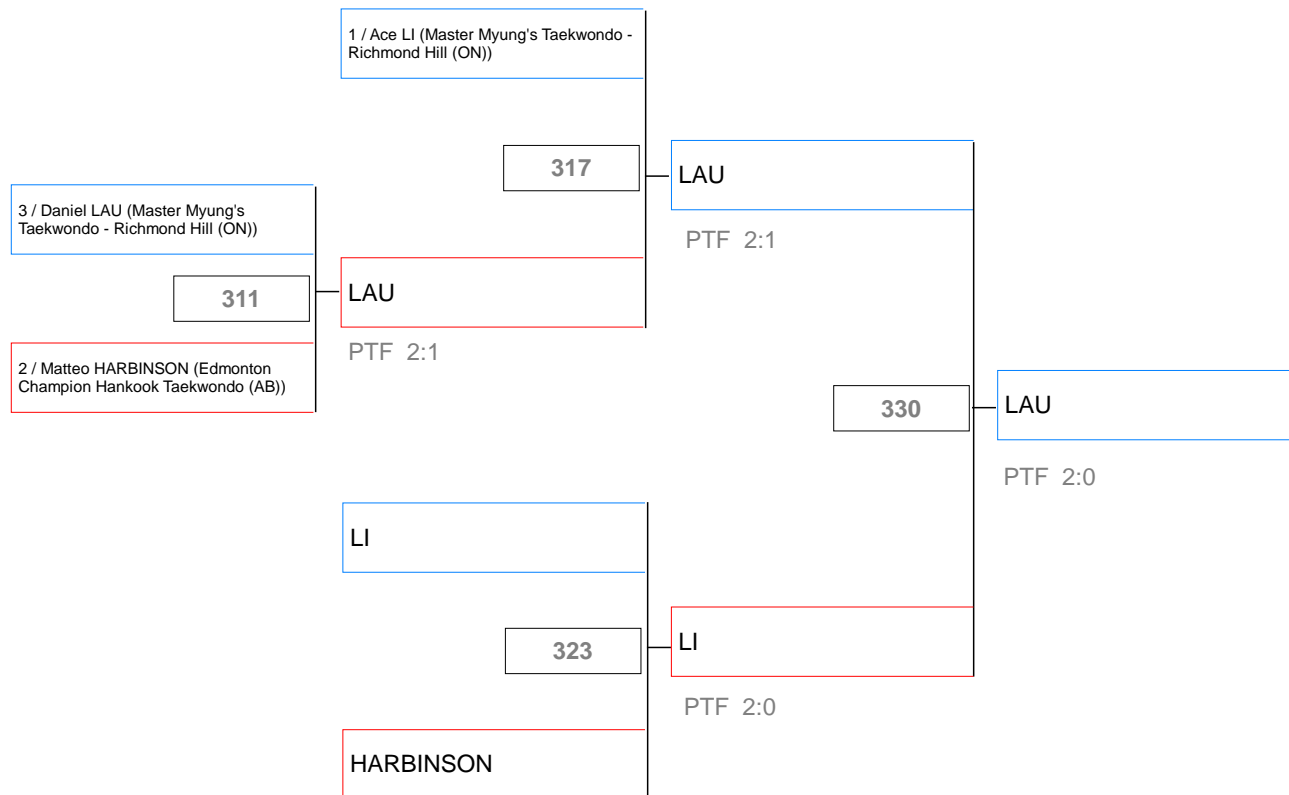 1 / Ace LI (Master Myung's Taekwondo -
Richmond Hill (ON))
317
LAU
PTF 2:1
3 / Daniel LAU (Master Myung's
Taekwondo - Richmond Hill (ON))
311
LAU
PTF 2:1
2 / Matteo HARBINSON (Edmonton
Champion Hankook Taekwondo (AB))
330
LAU
PTF 2:0
LI
323
LI
PTF 2:0
HARBINSON